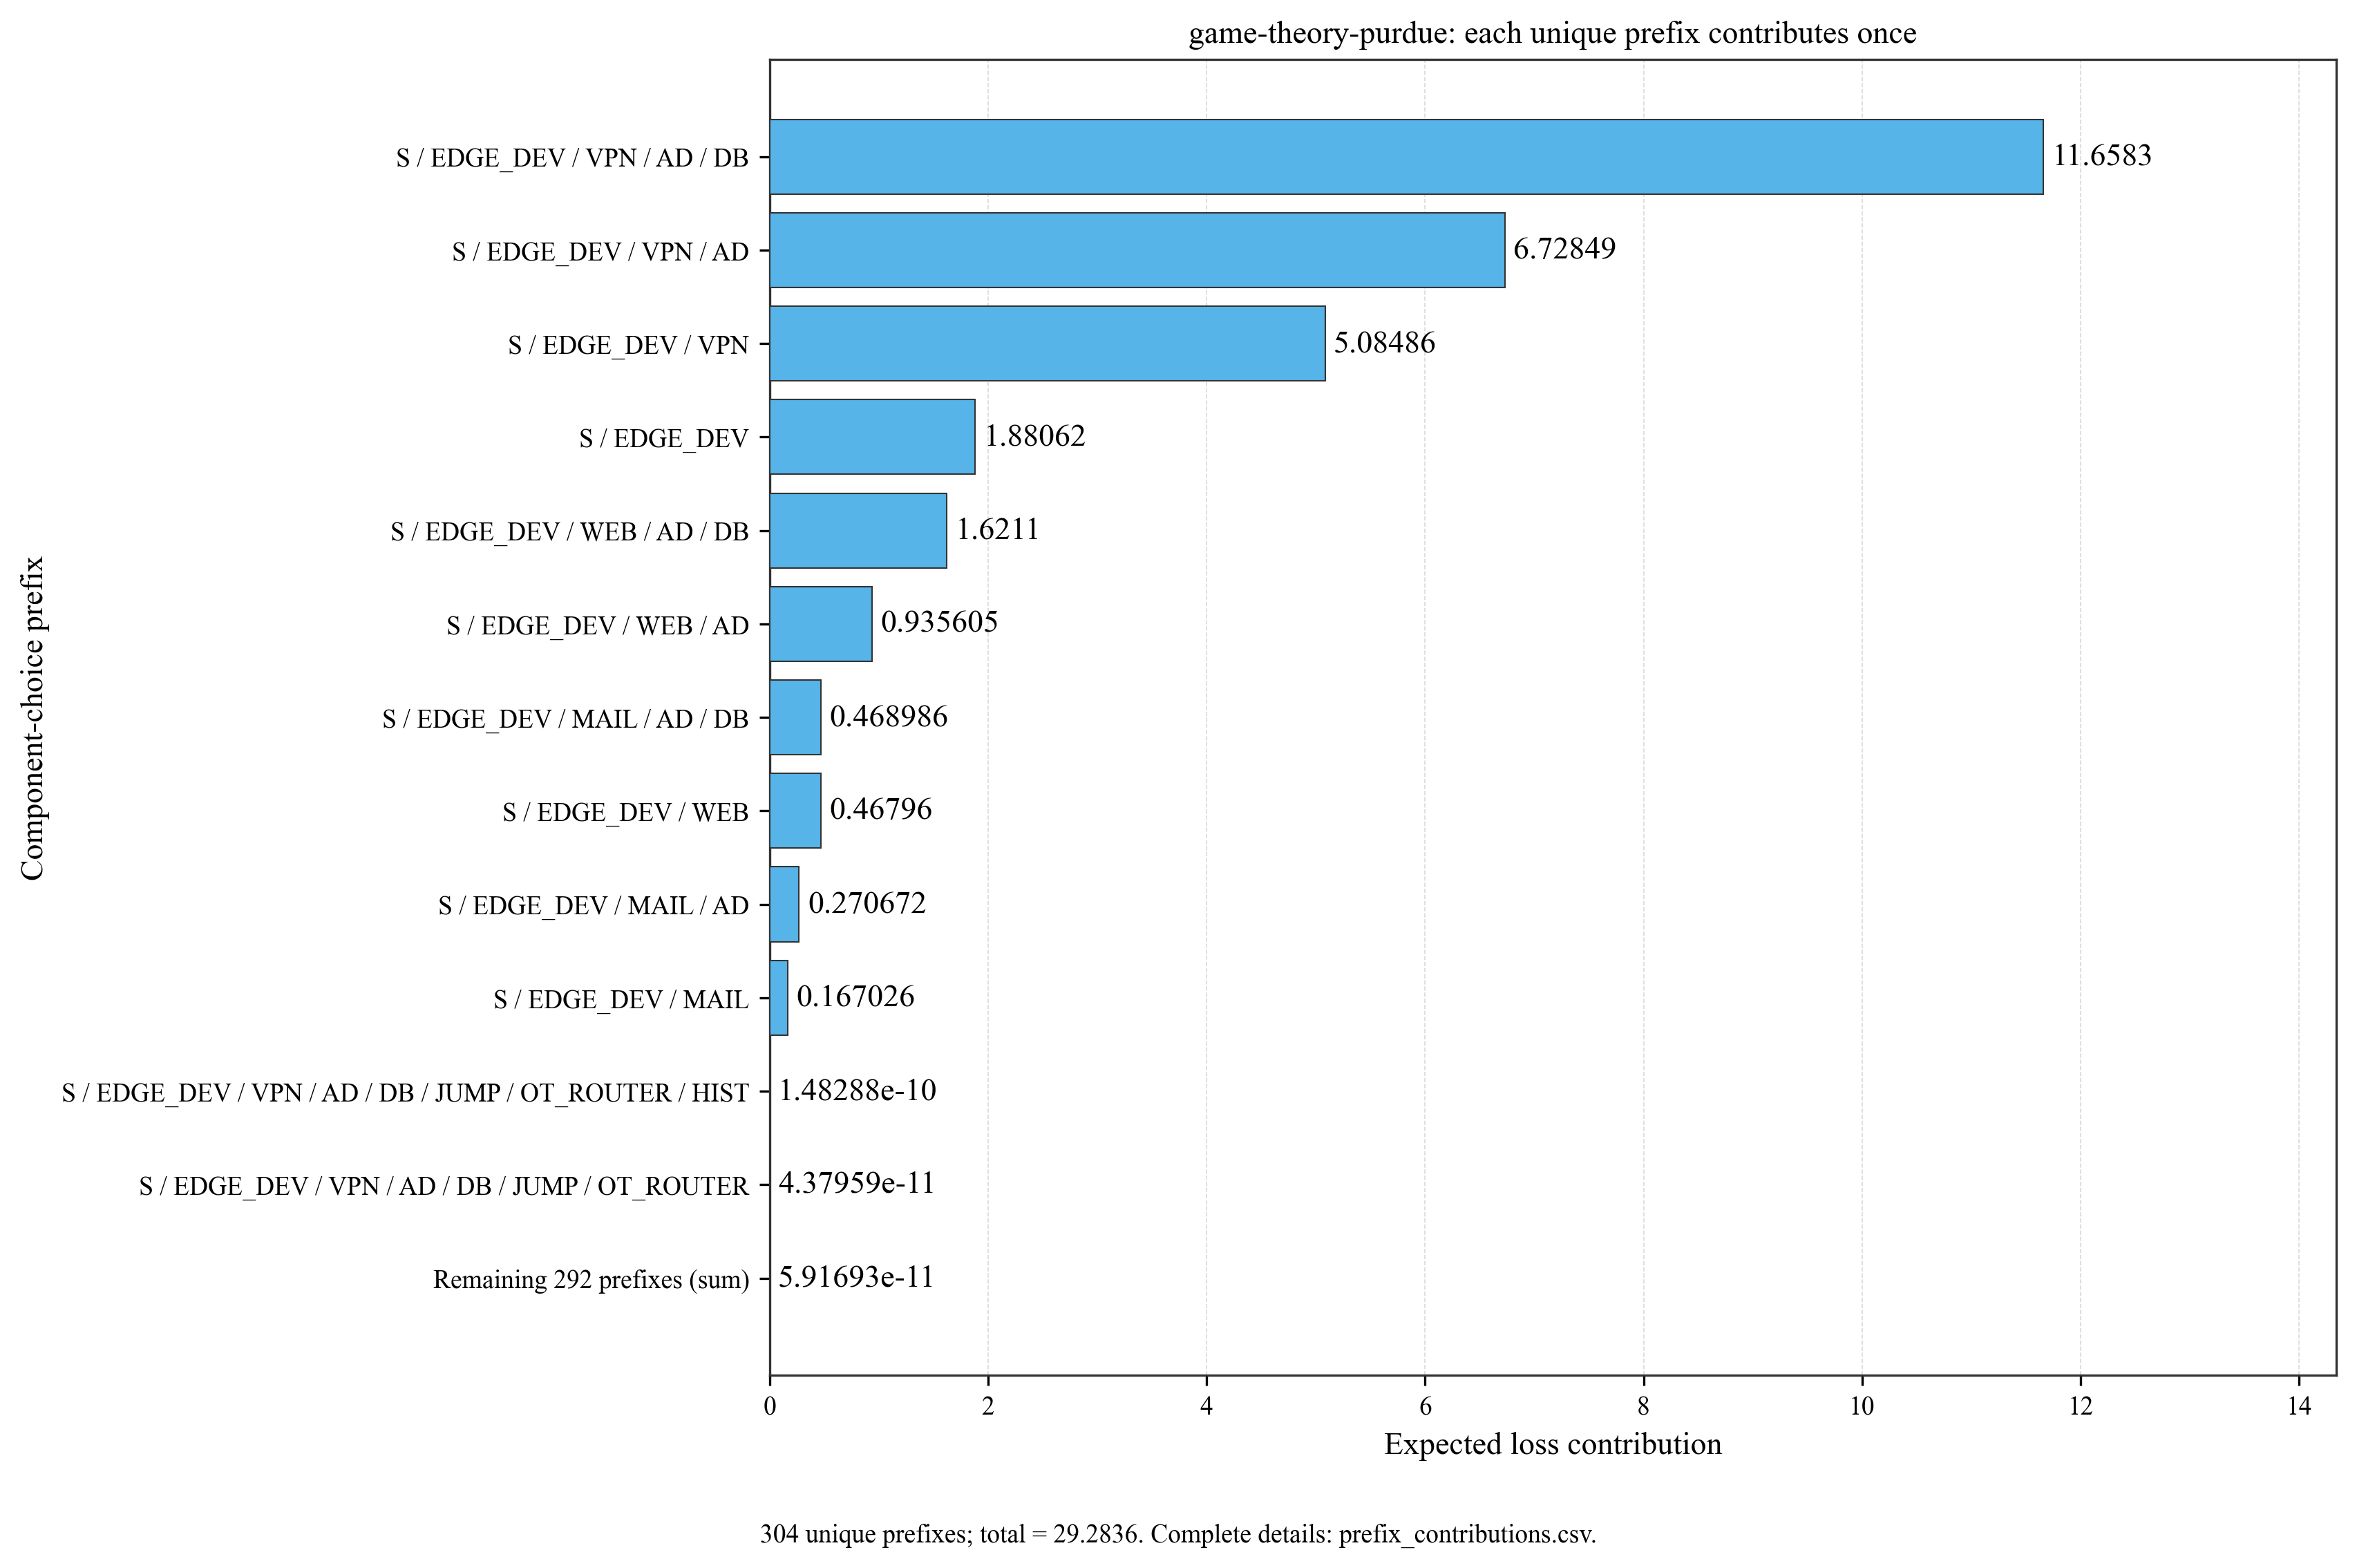 game-theory-purdue: each unique prefix contributes once
S / EDGE_DEV / VPN / AD / DB 11.6583
S / EDGE_DEV / VPN / AD 6.72849
S / EDGE_DEV / VPN 5.08486
S / EDGE_DEV 1.88062
S / EDGE_DEV / WEB / AD / DB 1.6211
S / EDGE_DEV / WEB / AD 0.935605
S / EDGE_DEV / MAIL / AD / DB 0.468986
S / EDGE_DEV / WEB 0.46796
S / EDGE_DEV / MAIL / AD 0.270672
S / EDGE_DEV / MAIL 0.167026
S / EDGE_DEV / VPN / AD / DB / JUMP / OT_ROUTER / HIST 1.48288e-10
S / EDGE_DEV / VPN / AD / DB / JUMP / OT_ROUTER 4.37959e-11
Remaining 292 prefixes (sum) 5.91693e-11
Component-choice prefix
0 2 4 6 8 10 12 14
Expected loss contribution
304 unique prefixes; total = 29.2836. Complete details: prefix_contributions.csv.